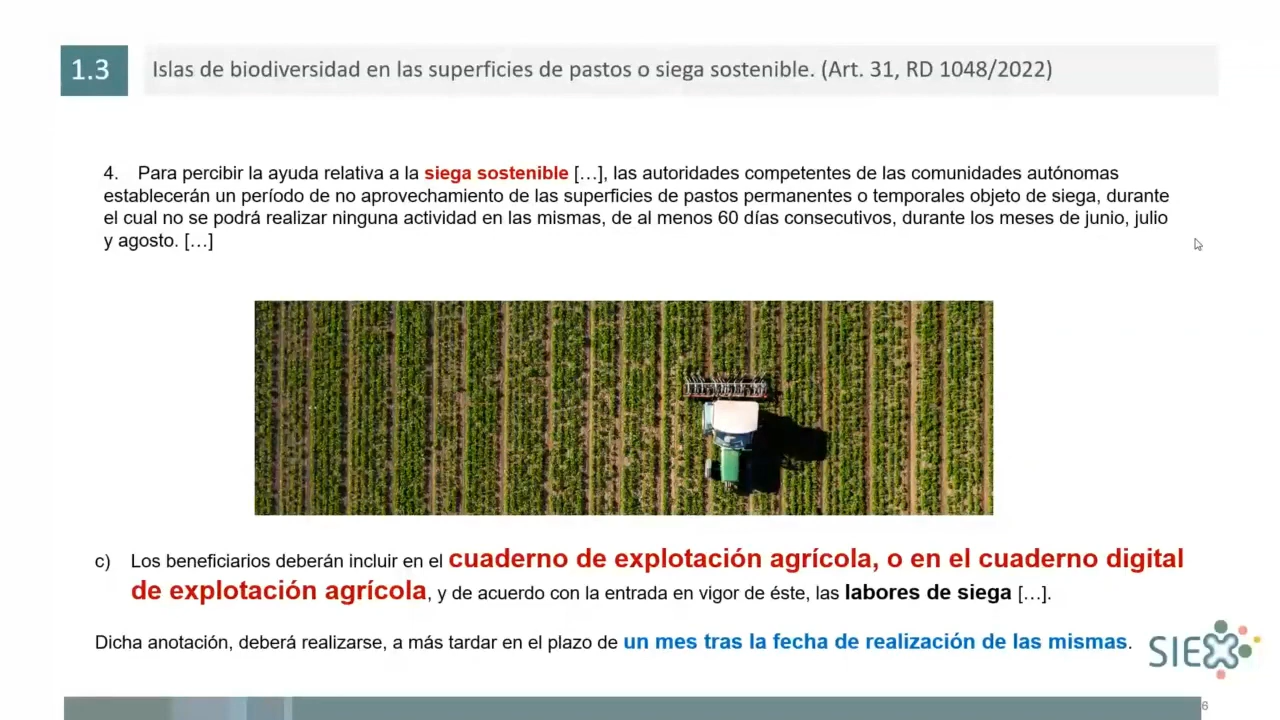 1.3
Islas de biodiversidad en las superficies de pastos o siega sostenible. (Art. 31, RD 1048/2022)
4. Para percibir la ayuda relativa a la siega sostenible […], las autoridades competentes de las comunidades autónomas
establecerán un período de no aprovechamiento de las superficies de pastos permanentes o temporales objeto de siega, durante
el cual no se podrá realizar ninguna actividad en las mismas, de al menos 60 días consecutivos, durante los meses de junio, julio
y agosto. […]
c) Los beneficiarios deberán incluir en el cuaderno de explotación agrícola, o en el cuaderno digital
de explotación agrícola, y de acuerdo con la entrada en vigor de éste, las labores de siega […].
Dicha anotación, deberá realizarse, a más tardar en el plazo de un mes tras la fecha de realización de las mismas.
SIEX
6